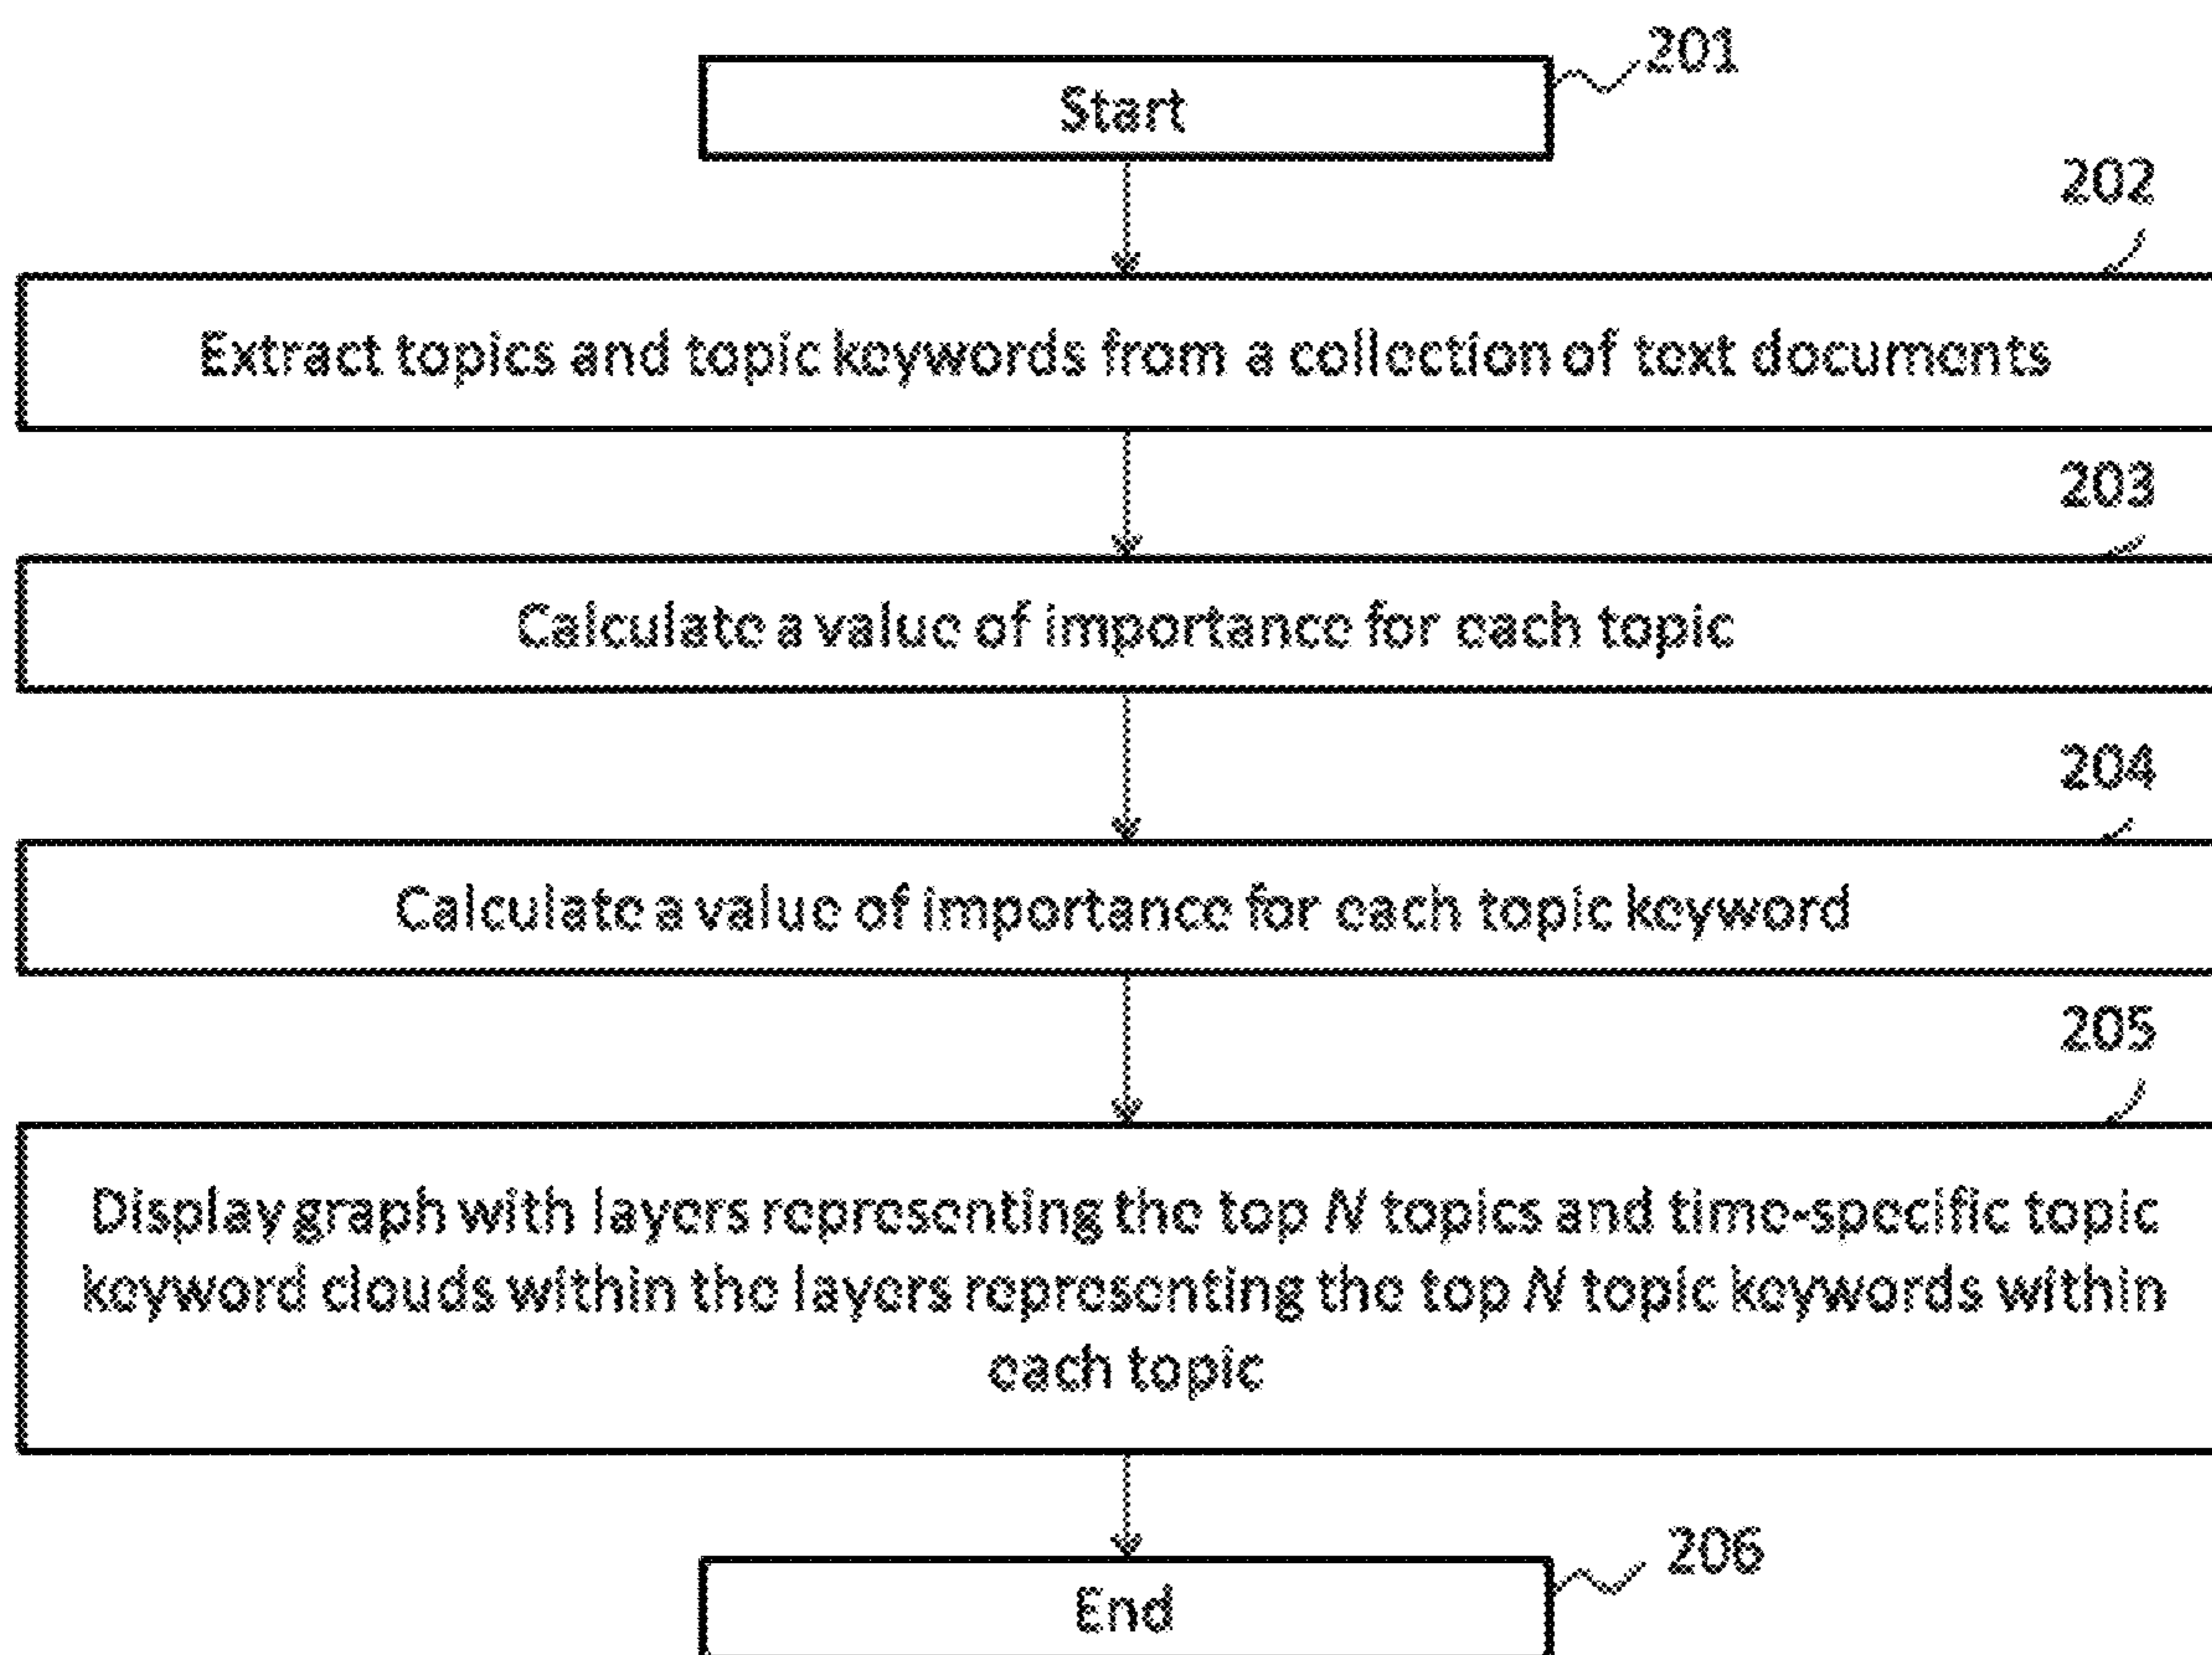 201
Start
202
Extract topics and topic keywords from a collection of text documents
203
Calculate a value of importance for each topic
204
Calculate a value of importance for each topic keyword
205
Display graph with layers representing the top N topics and time-specific topic
keyword clouds within the layers representing the top N topic keywords within
each topic
206
End